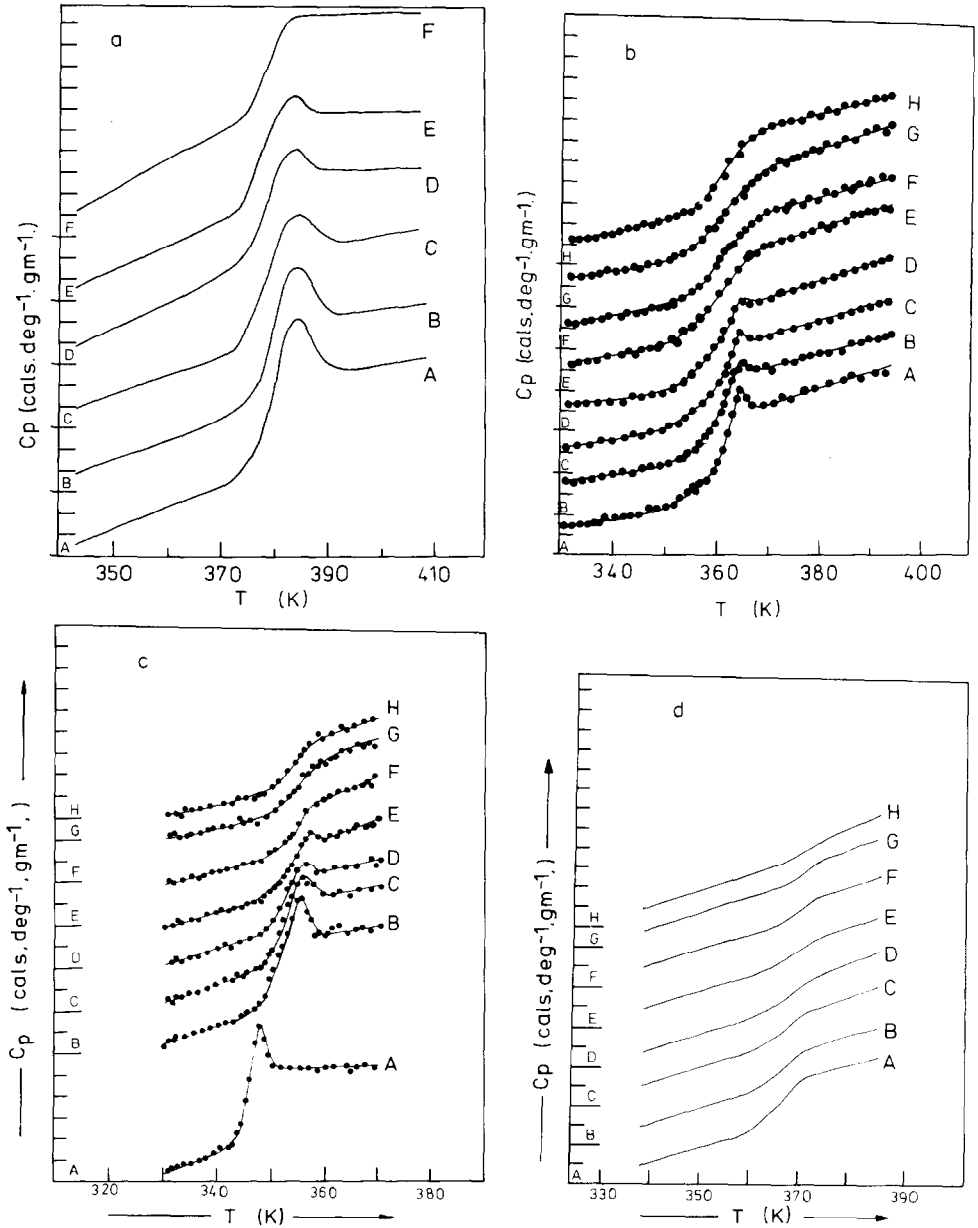 a
F
E
D
C
B
A
F
E
D
C
B
A
Cp (cals.deg⁻¹.gm⁻¹.)
350 370 390 410
T (K)
b
H
G
F
E
D
C
B
A
H
G
F
E
D
C
B
A
Cp (cals.deg⁻¹.gm⁻¹.)
340 360 380 400
T (K)
c
H
G
F
E
D
C
B
A
H
G
F
E
D
C
B
A
Cp (cals,deg⁻¹,gm⁻¹,)
320 340 360 380
T (K)
d
H
G
F
E
D
C
B
A
H
G
F
E
D
C
B
A
Cp (cals,deg⁻¹,gm⁻¹,)
330 350 370 390
T (K)